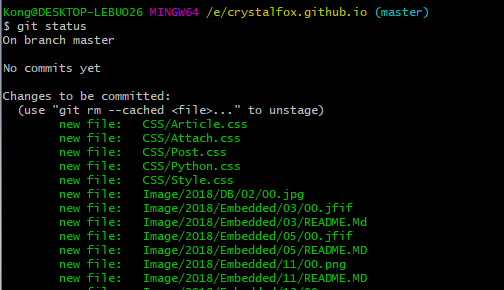 Kong@DESKTOP-LEBUO26 MINGW64 /e/crystalfox.github.io (master)
$ git status
On branch master
No commits yet
Changes to be committed:
(use "git rm --cached <file>..." to unstage)
new file: CSS/Article.css
new file: CSS/Attach.css
new file: CSS/Post.css
new file: CSS/Python.css
new file: CSS/Style.css
new file: Image/2018/DB/02/00.jpg
new file: Image/2018/Embedded/03/00.jfif
new file: Image/2018/Embedded/03/README.Md
new file: Image/2018/Embedded/05/00.jfif
new file: Image/2018/Embedded/05/README.MD
new file: Image/2018/Embedded/11/00.png
new file: Image/2018/Embedded/11/README.MD